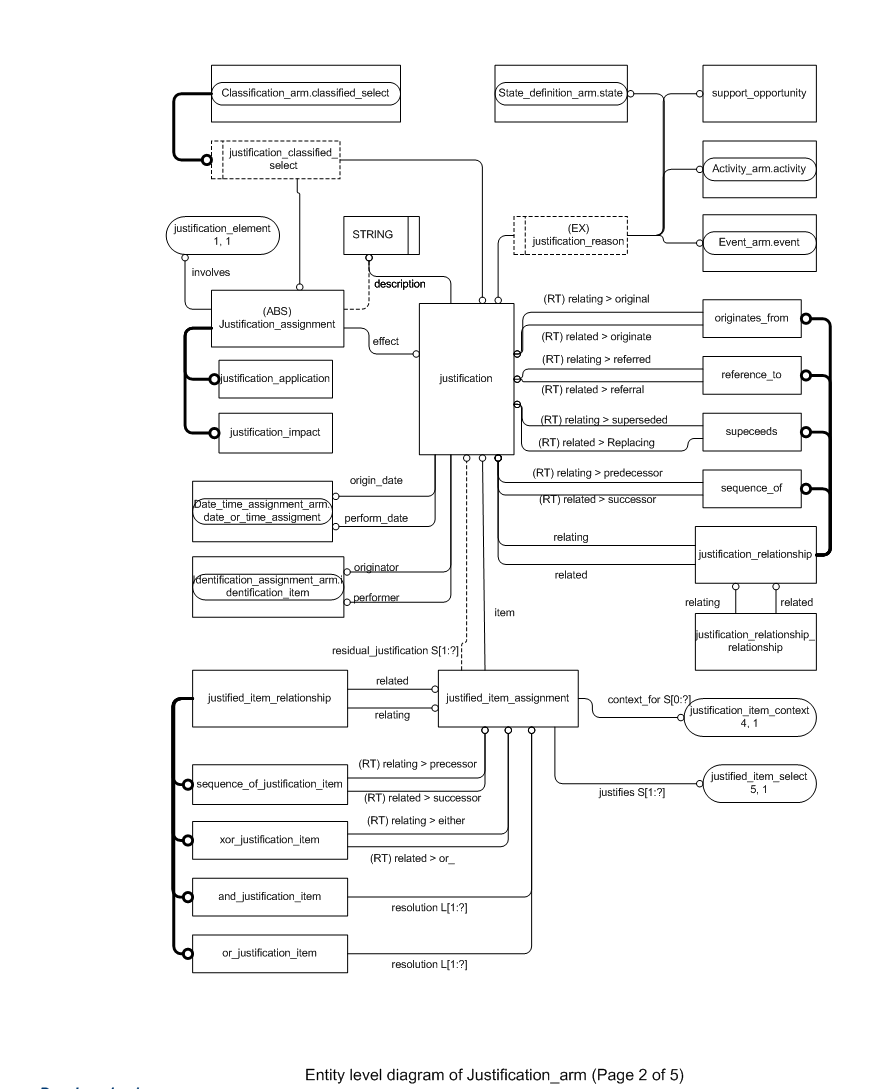 Classification_arm.classified_select
State_definition_arm.state
support_opportunity
justification_classified_
select
Activity_arm.activity
justification_element
1, 1
STRING
(EX)
justification_reason
Event_arm.event
involves
description
(ABS)
Justification_assignment
effect
justification
(RT) relating > original
(RT) related > originate
originates_from
justification_application
(RT) relating > referred
(RT) related > referral
reference_to
justification_impact
(RT) relating > superseded
(RT) related > Replacing
supeceeds
origin_date
(RT) relating > predecessor
(RT) related > successor
sequence_of
Date_time_assignment_arm.
date_or_time_assigment
perform_date
relating
related
justification_relationship
originator
performer
identification_assignment_arm.i
dentification_item
item
relating
related
justification_relationship_
relationship
residual_justification S[1:?]
justified_item_relationship
related
relating
justified_item_assignment
context_for S[0:?]
justification_item_context
4, 1
(RT) relating > precessor
sequence_of_justification_item
(RT) related > successor
justifies S[1:?]
justified_item_select
5, 1
(RT) relating > either
xor_justification_item
(RT) related > or_
and_justification_item
resolution L[1:?]
or_justification_item
resolution L[1:?]
Entity level diagram of Justification_arm (Page 2 of 5)